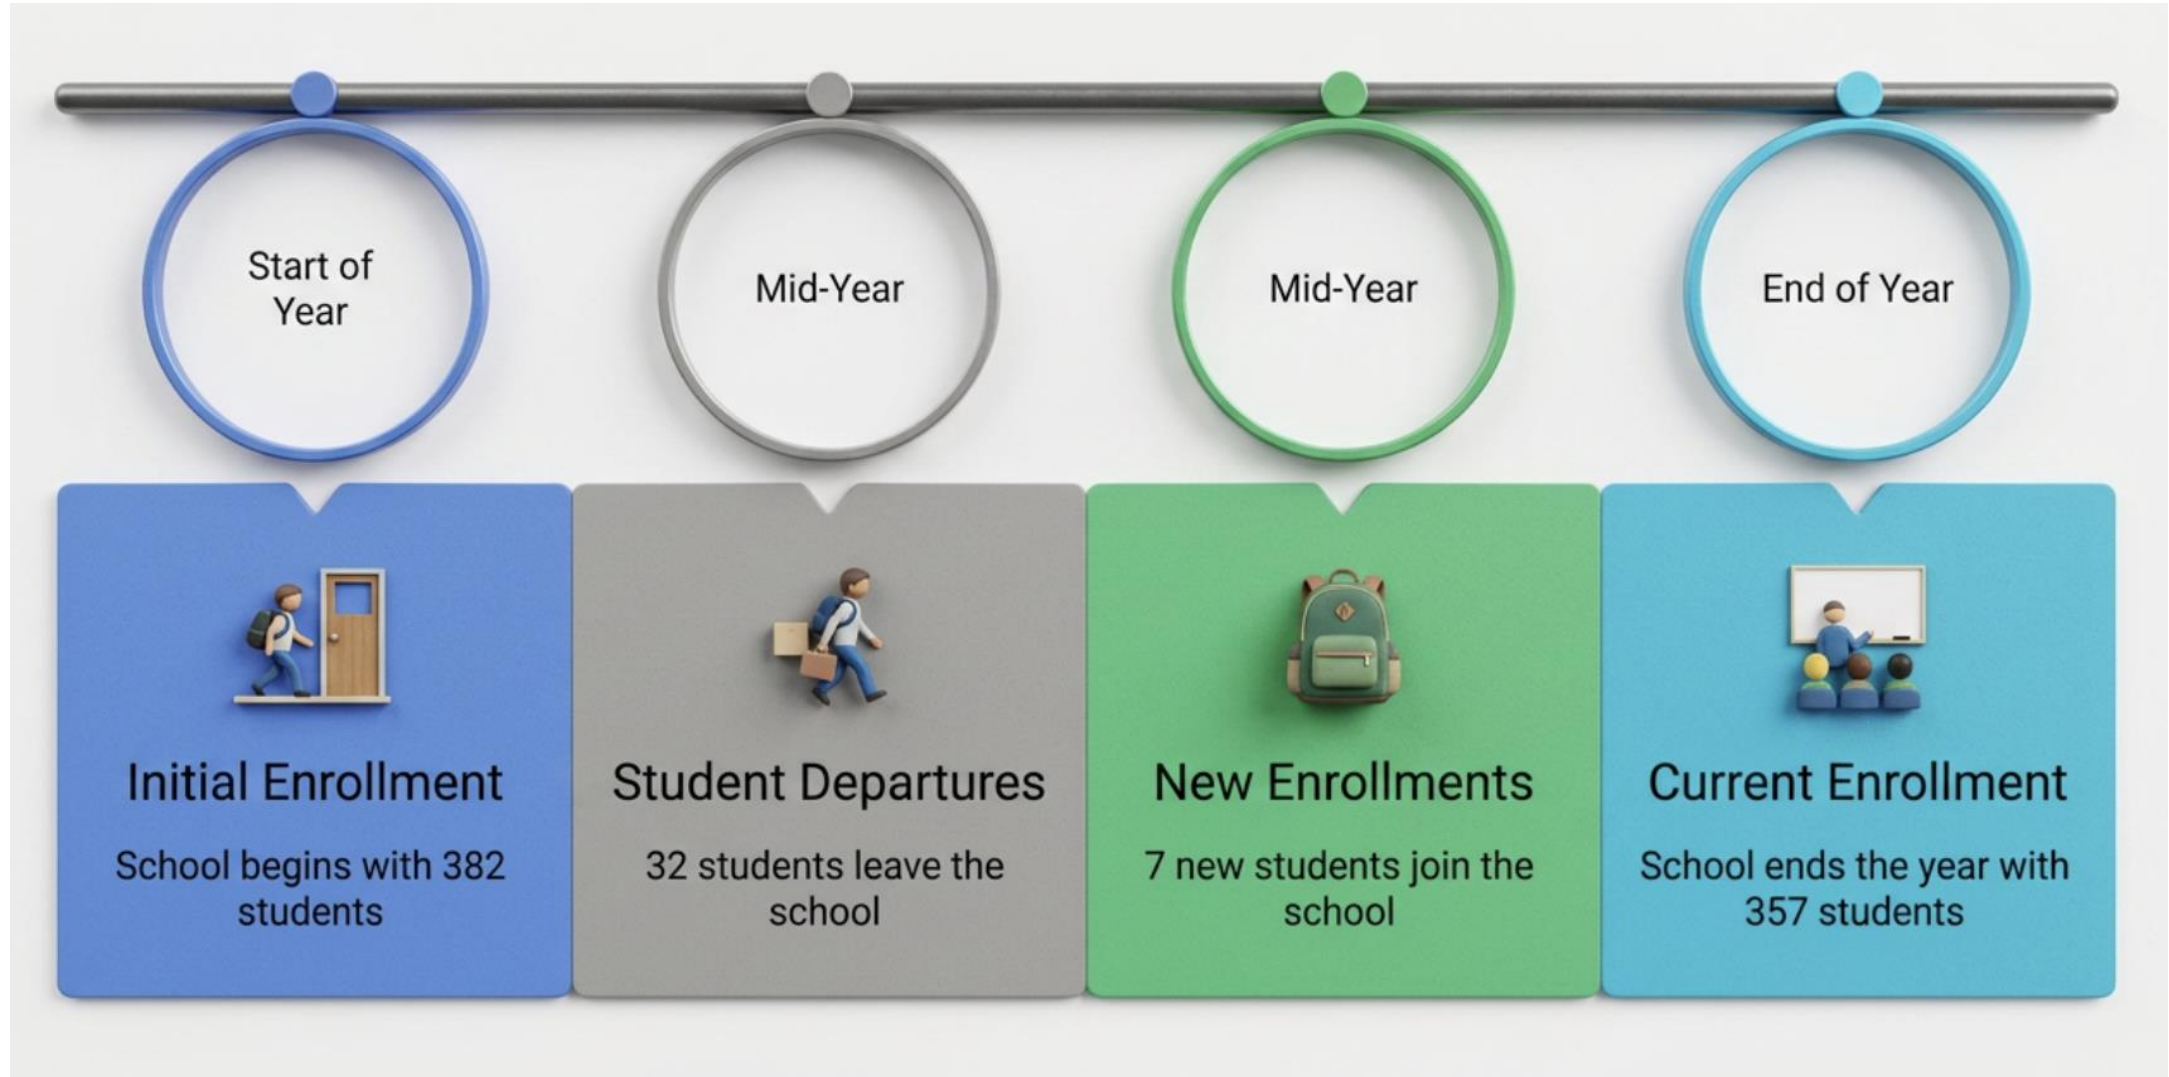 Start of
Year
Mid-Year
Mid-Year
End of Year
Initial Enrollment
School begins with 382
students
Student Departures
32 students leave the
school
New Enrollments
7 new students join the
school
Current Enrollment
School ends the year with
357 students